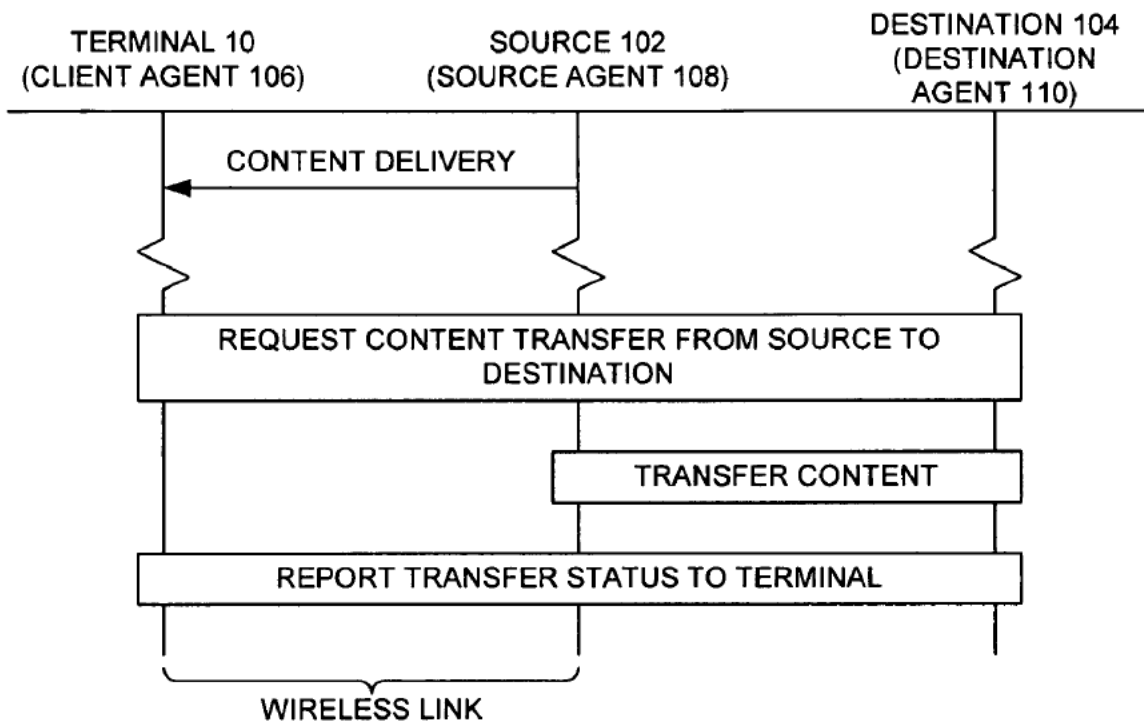 TERMINAL 10
(CLIENT AGENT 106)
SOURCE 102
(SOURCE AGENT 108)
DESTINATION 104
(DESTINATION
AGENT 110)
CONTENT DELIVERY
REQUEST CONTENT TRANSFER FROM SOURCE TO
DESTINATION
TRANSFER CONTENT
REPORT TRANSFER STATUS TO TERMINAL
WIRELESS LINK